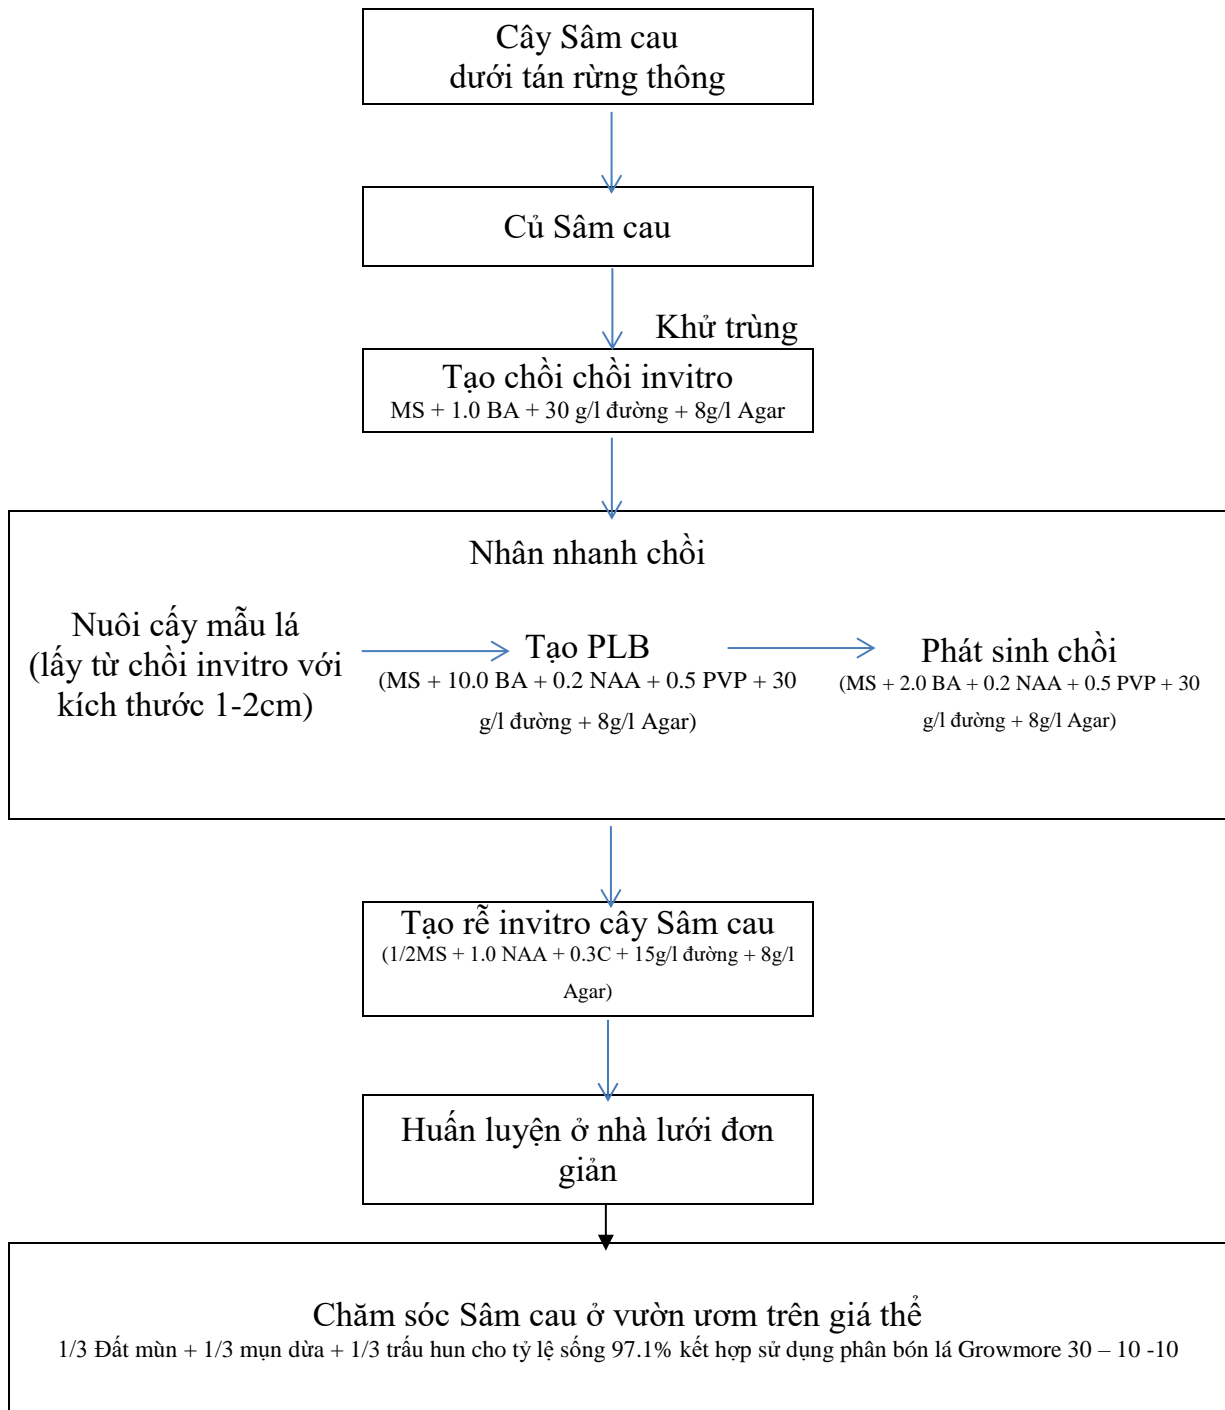 Cây Sâm cau
dưới tán rừng thông
Củ Sâm cau
Khử trùng
Tạo chồi chồi invitro
MS + 1.0 BA + 30 g/l đường + 8g/l Agar
Nhân nhanh chồi
Nuôi cấy mẫu lá
(lấy từ chồi invitro với
kích thước 1-2cm)
Tạo PLB
(MS + 10.0 BA + 0.2 NAA + 0.5 PVP + 30
g/l đường + 8g/l Agar)
Phát sinh chồi
(MS + 2.0 BA + 0.2 NAA + 0.5 PVP + 30
g/l đường + 8g/l Agar)
Tạo rễ invitro cây Sâm cau
(1/2MS + 1.0 NAA + 0.3C + 15g/l đường + 8g/l
Agar)
Huấn luyện ở nhà lưới đơn
giản
Chăm sóc Sâm cau ở vườn ươm trên giá thể
1/3 Đất mùn + 1/3 mụn dừa + 1/3 trấu hun cho tỷ lệ sống 97.1% kết hợp sử dụng phân bón lá Growmore 30 – 10 -10